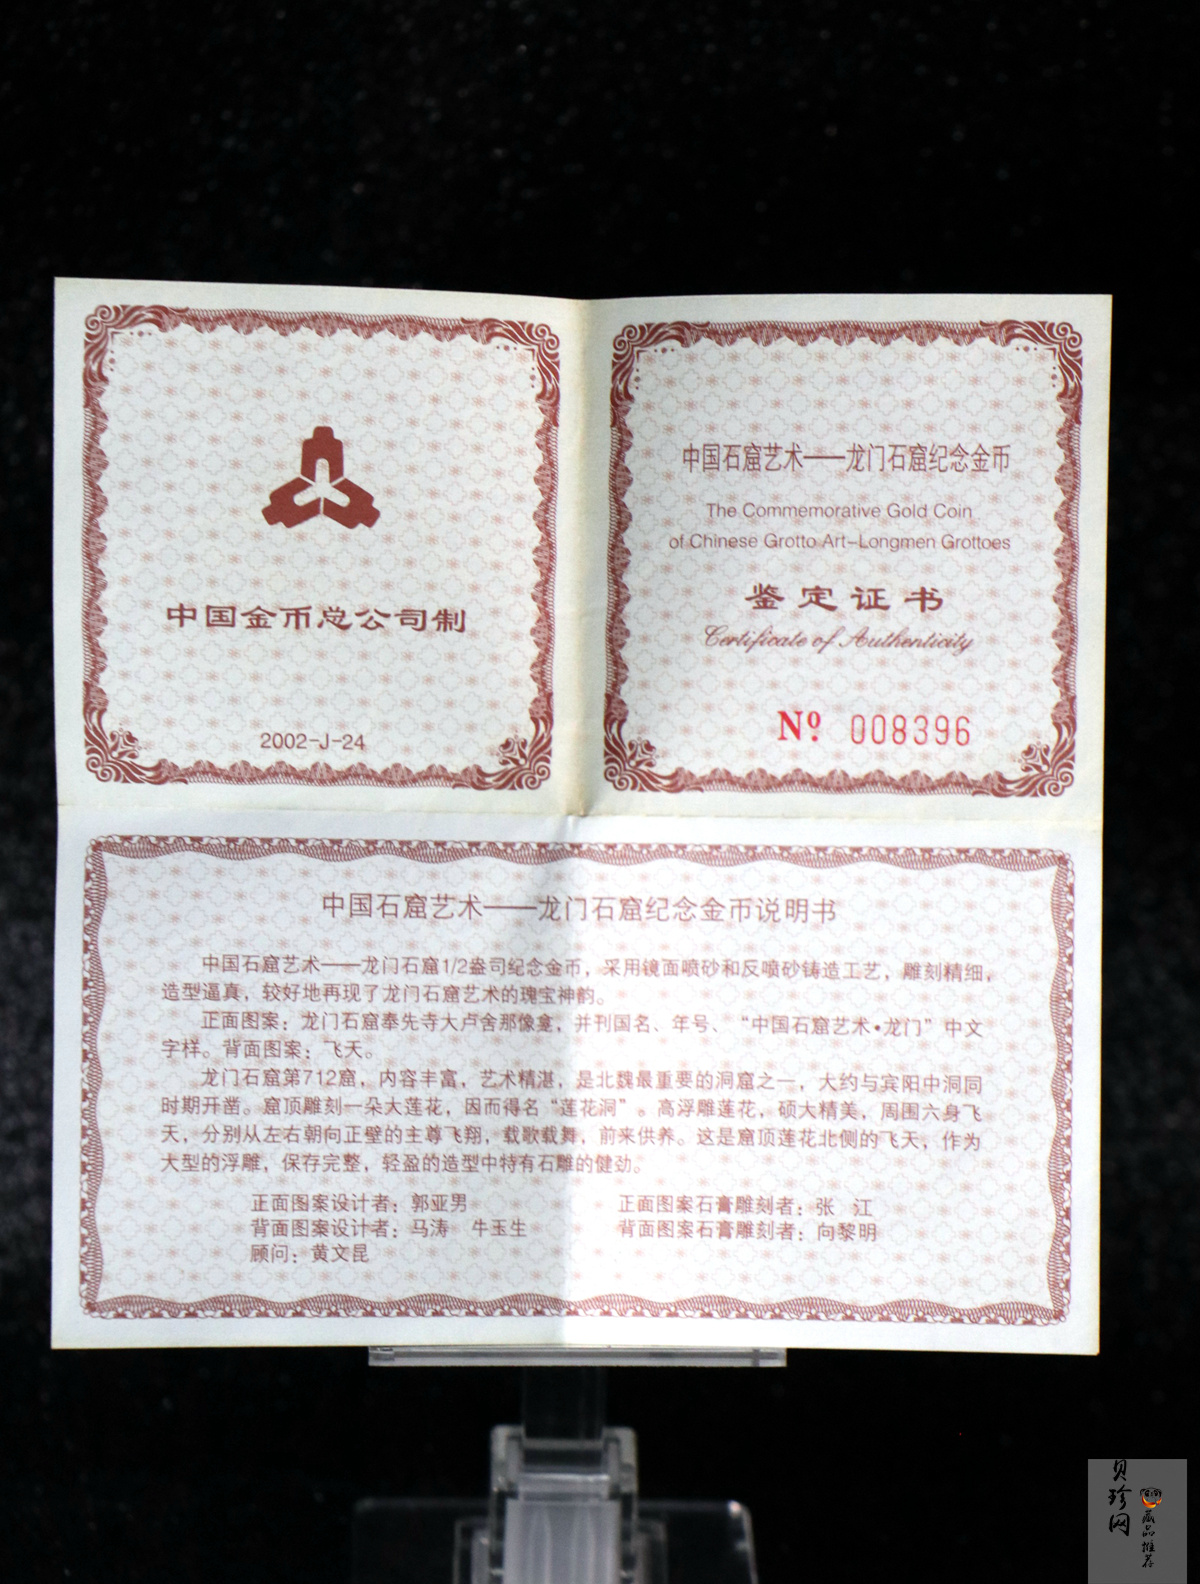 中国金币总公司制
2002-J-24
中国石窟艺术——龙门石窟纪念金币
The Commemorative Gold Coin
of Chinese Grotto Art-Longmen Grottoes
鉴定证书
Certificate of Authenticity
Nº 008396
中国石窟艺术——龙门石窟纪念金币说明书
中国石窟艺术——龙门石窟1/2盎司纪念金币，采用镜面喷砂和反喷砂铸造工艺，雕刻精细，
造型逼真，较好地再现了龙门石窟艺术的瑰宝神韵。
正面图案：龙门石窟奉先寺大卢舍那像龛，并刊国名、年号、“中国石窟艺术•龙门”中文
字样。背面图案：飞天。
龙门石窟第712窟，内容丰富，艺术精湛，是北魏最重要的洞窟之一，大约与宾阳中洞同
时期开凿。窟顶雕刻一朵大莲花，因而得名“莲花洞”。高浮雕莲花，硕大精美，周围六身飞
天，分别从左右朝向正壁的主尊飞翔，载歌载舞，前来供养。这是窟顶莲花北侧的飞天，作为
大型的浮雕，保存完整，轻盈的造型中特有石雕的健劲。
正面图案设计者：郭亚男
背面图案设计者：马涛 牛玉生
顾问：黄文昆
正面图案石膏雕刻者：张 江
背面图案石膏雕刻者：向黎明
贝珍网
藏品推荐